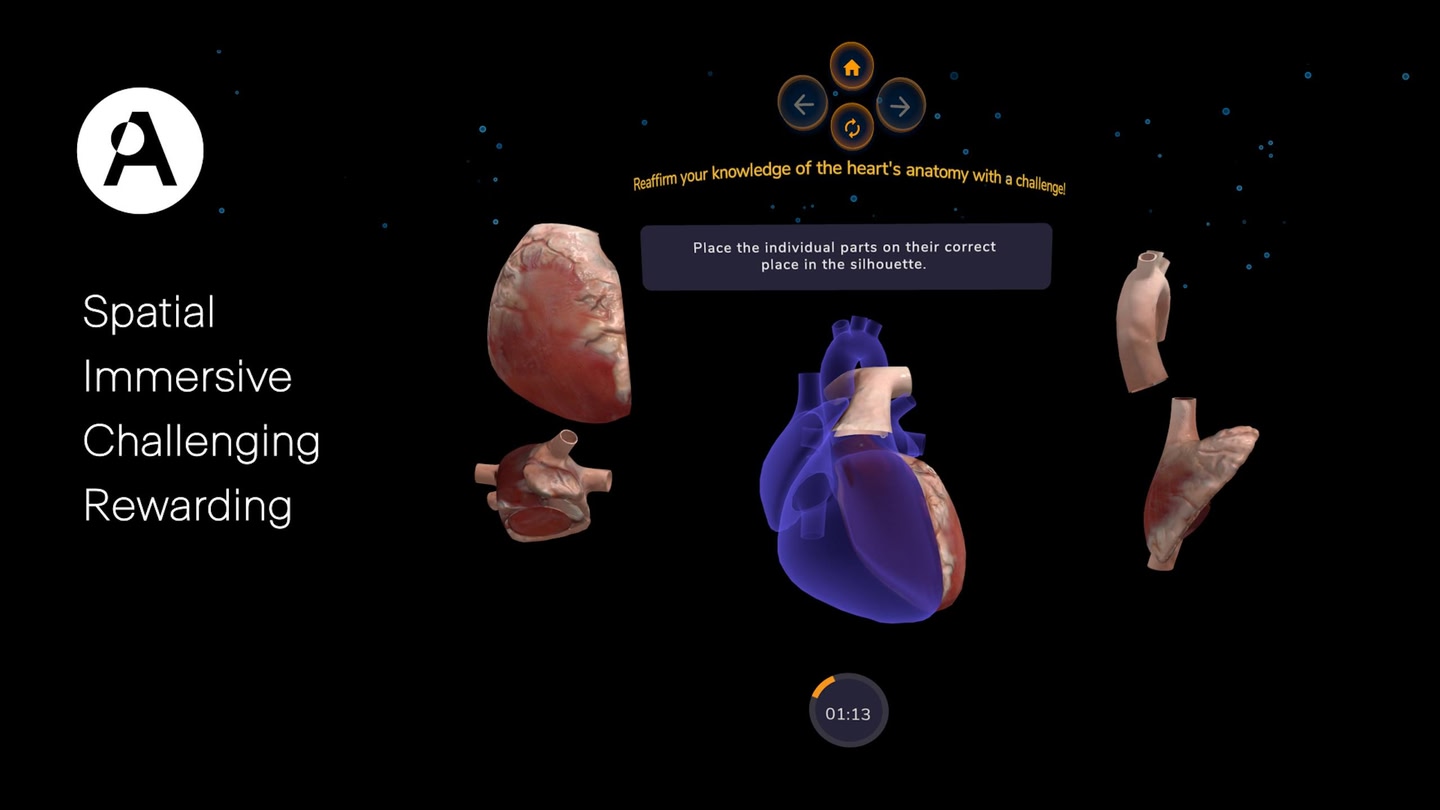 A
Spatial
Immersive
Challenging
Rewarding
Reaffirm your knowledge of the heart's anatomy with a challenge!
Place the individual parts on their correct
place in the silhouette.
01:13